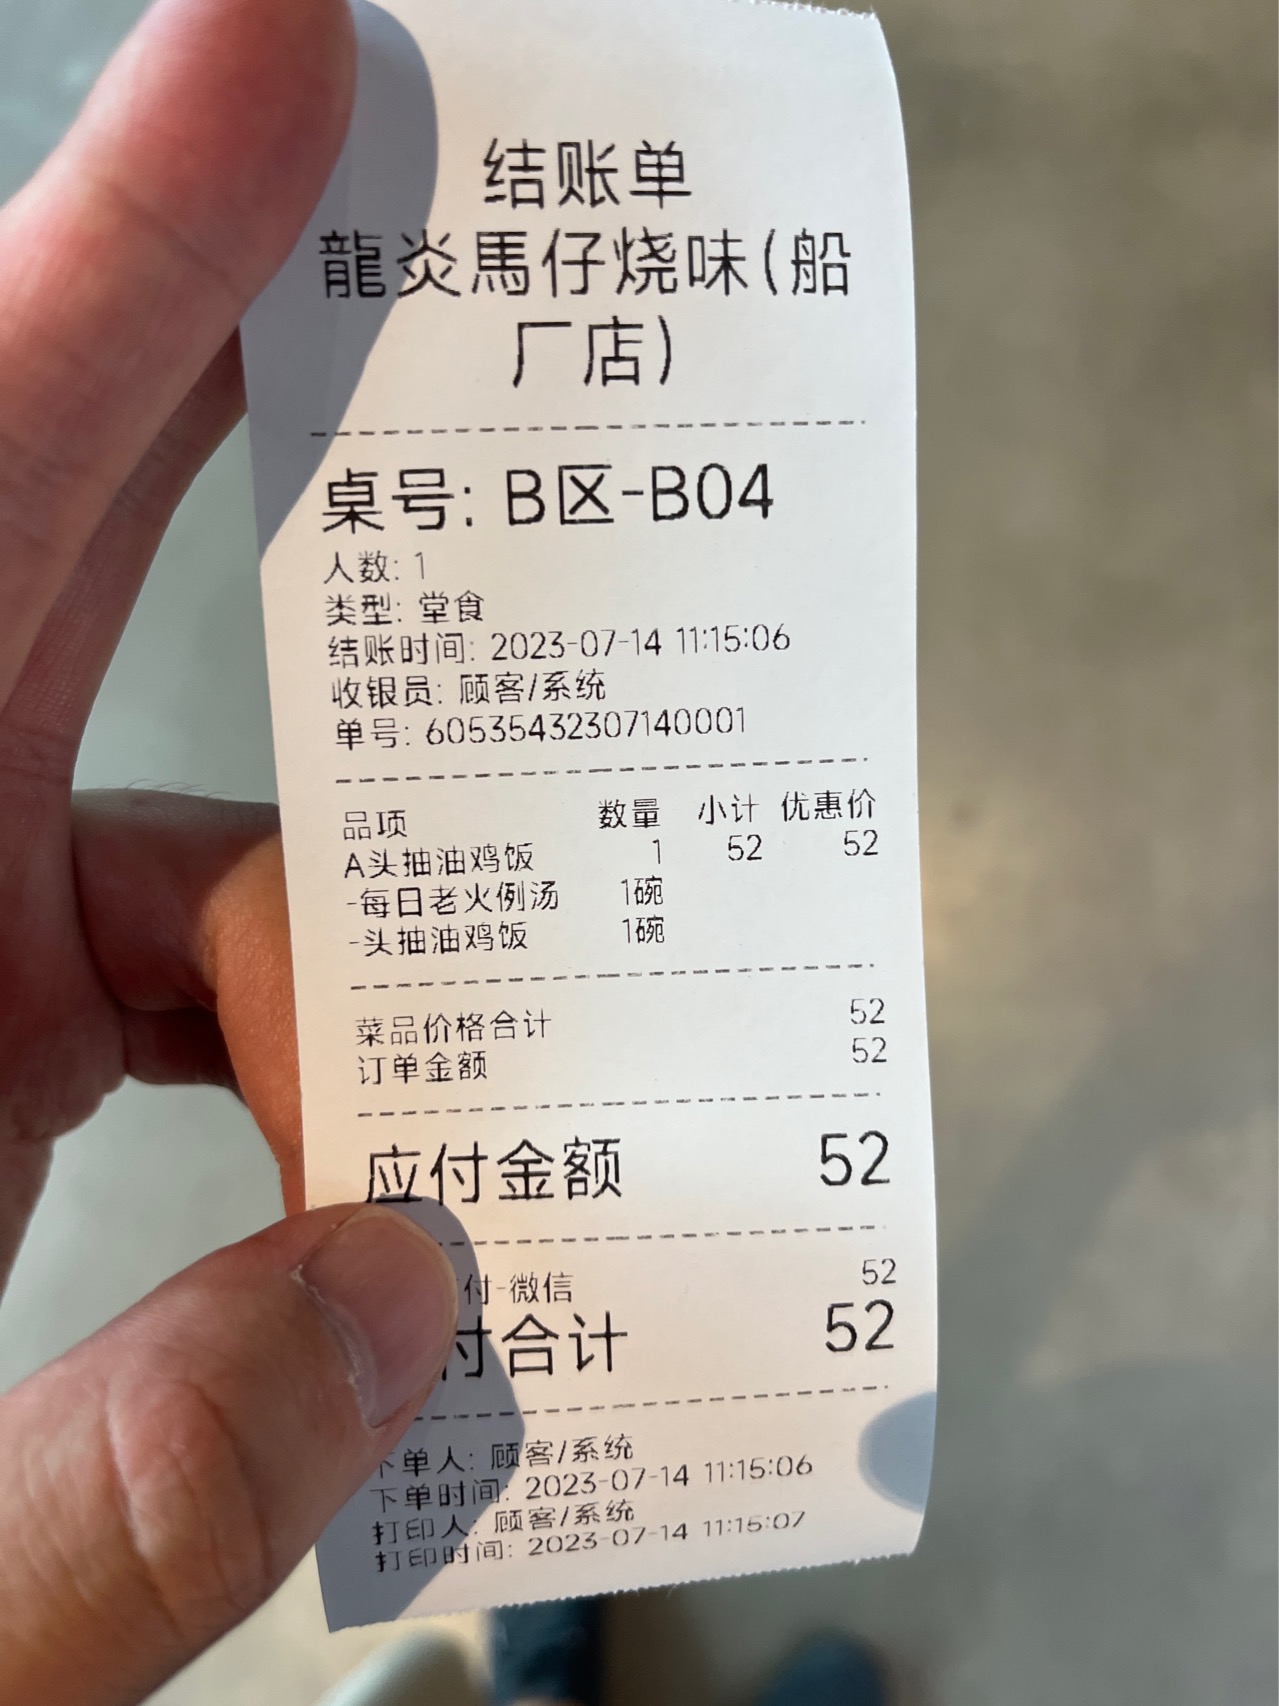 结账单
龍炎馬仔烧味(船
厂店)
桌号: B区-B04
人数: 1
类型: 堂食
结账时间: 2023-07-14 11:15:06
收银员: 顾客/系统
单号: 60535432307140001
品项 数量 小计 优惠价
A头抽油鸡饭 1 52 52
-每日老火例汤 1碗
-头抽油鸡饭 1碗
菜品价格合计 52
订单金额 52
应付金额 52
付-微信 52
付合计 52
下单人: 顾客/系统
下单时间: 2023-07-14 11:15:06
打印人: 顾客/系统
打印时间: 2023-07-14 11:15:07